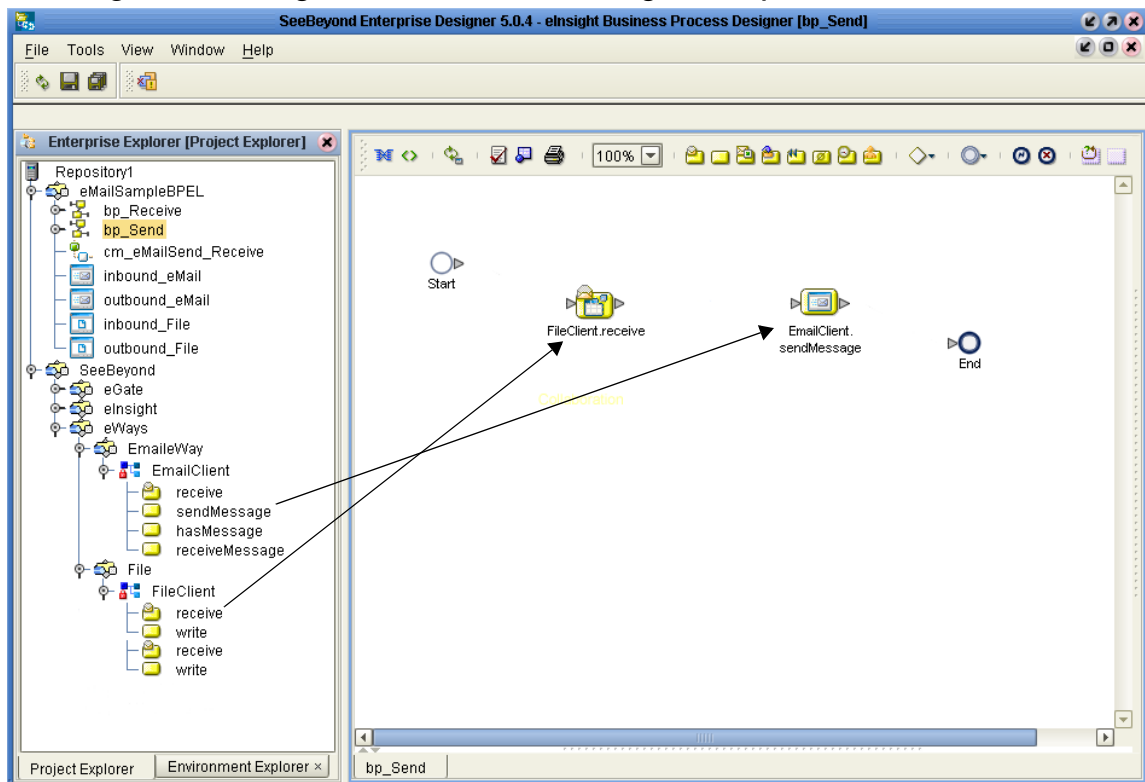 SeeBeyond Enterprise Designer 5.0.4 - eInsight Business Process Designer [bp_Send]
File Tools View Window Help
Enterprise Explorer [Project Explorer]
100%
Repository1
eMailSampleBPEL
bp_Receive
bp_Send
cm_eMailSend_Receive
inbound_eMail
outbound_eMail
inbound_File
outbound_File
SeeBeyond
eGate
eInsight
eWays
EmaileWay
EmailClient
receive
sendMessage
hasMessage
receiveMessage
File
FileClient
receive
write
receive
write
Project Explorer
Environment Explorer ×
Start
FileClient.receive
EmailClient.
sendMessage
End
Collaboration
bp_Send